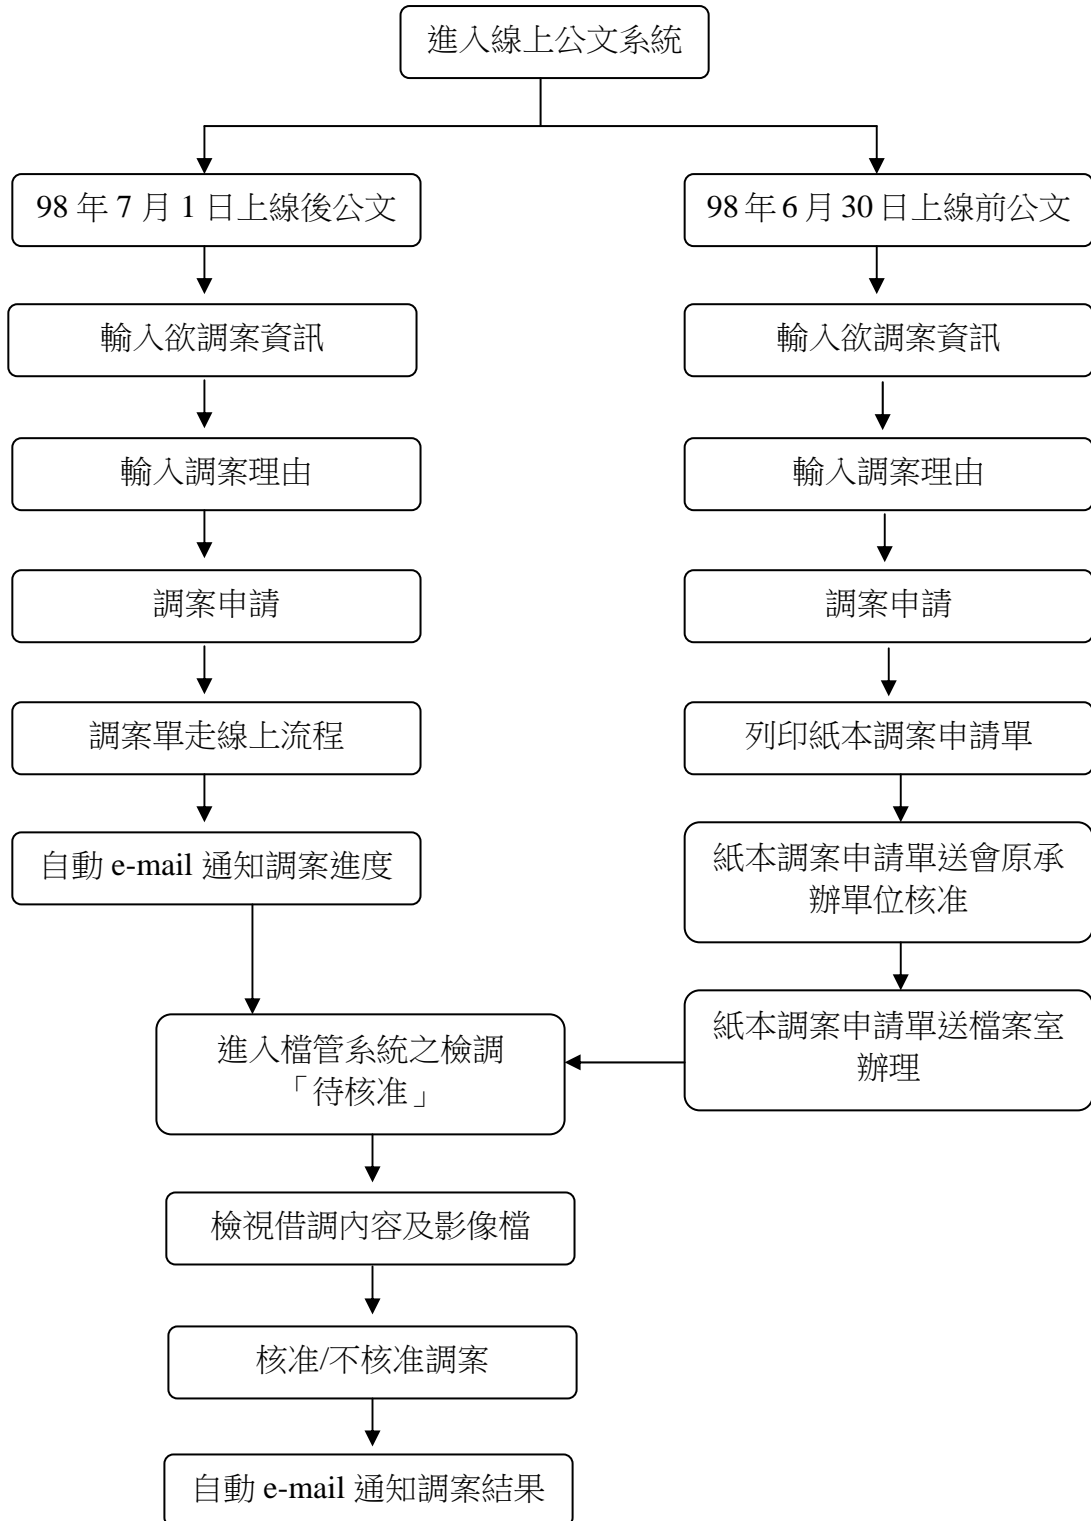 進入線上公文系統
98 年 7 月 1 日上線後公文
98 年 6 月 30 日上線前公文
輸入欲調案資訊
輸入欲調案資訊
輸入調案理由
輸入調案理由
調案申請
調案申請
調案單走線上流程
列印紙本調案申請單
自動 e-mail 通知調案進度
紙本調案申請單送會原承
辦單位核准
紙本調案申請單送檔案室
辦理
進入檔管系統之檢調
「待核准」
檢視借調內容及影像檔
核准/不核准調案
自動 e-mail 通知調案結果